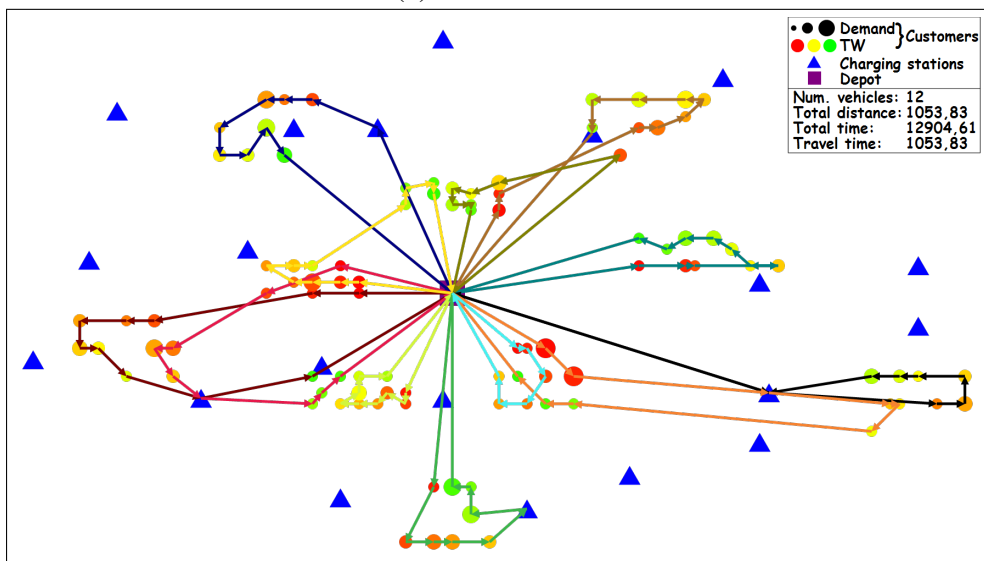 Demand
TW
Customers
Charging stations
Depot
Num. vehicles: 12
Total distance: 1053,83
Total time: 12904,61
Travel time: 1053,83